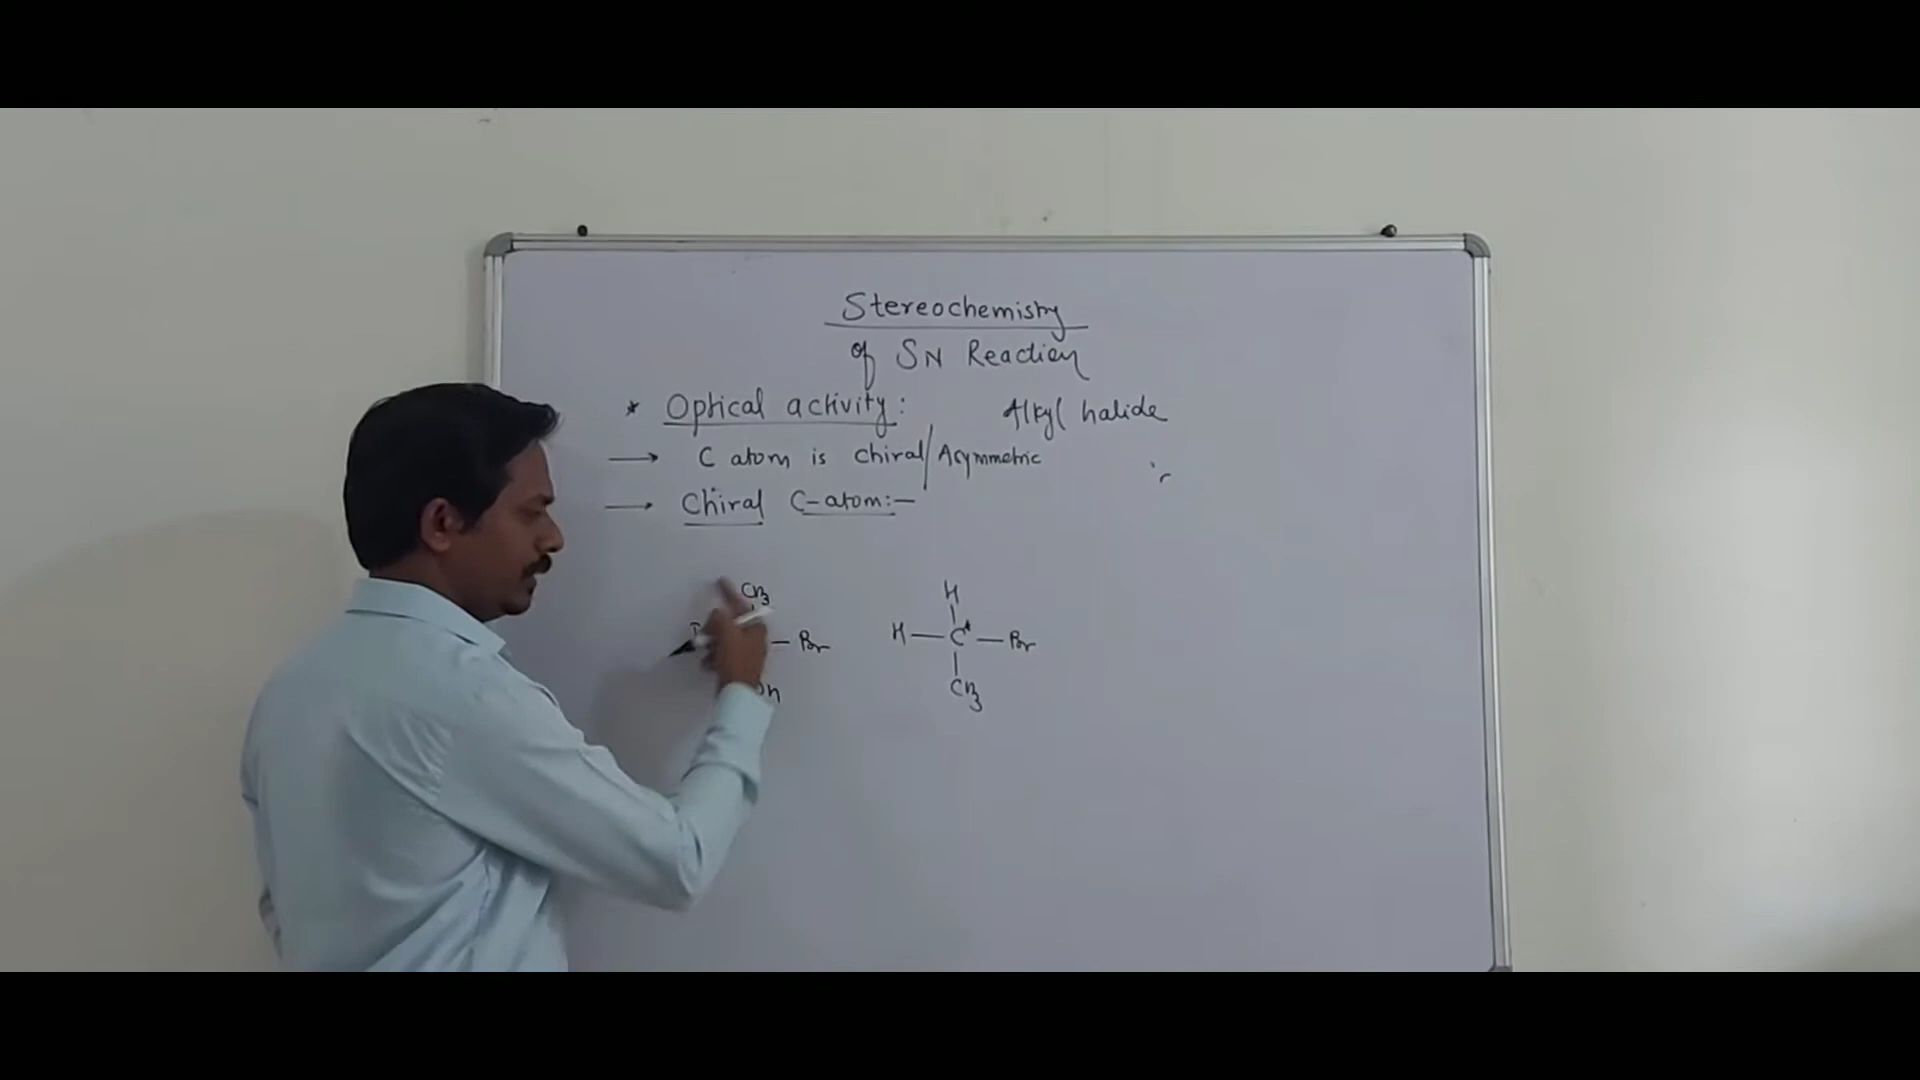 Stereochemistry
of SN Reaction
* Optical activity: Alkyl halide
→ C atom is chiral/Asymmetric
→ Chiral C-atom:-
CH3 H
— Br H — C* — Br
CH3